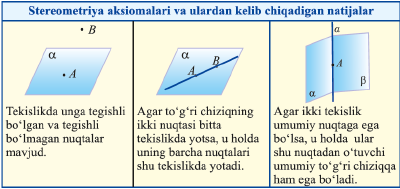 Stereometriya aksiomalari va ulardan kelib chiqadigan natijalar
B
α
A
Tekislikda unga tegishli
bo‘lgan va tegishli
bo‘lmagan nuqtalar
mavjud.
α
B
A
Agar to‘g‘ri chiziqning
ikki nuqtasi bitta
tekislikda yotsa, u holda
uning barcha nuqtalari
shu tekislikda yotadi.
a
A
α
β
Agar ikki tekislik
umumiy nuqtaga ega
bo‘lsa, u holda ular
shu nuqtadan o‘tuvchi
umumiy to‘g‘ri chiziqqa
ham ega bo‘ladi.